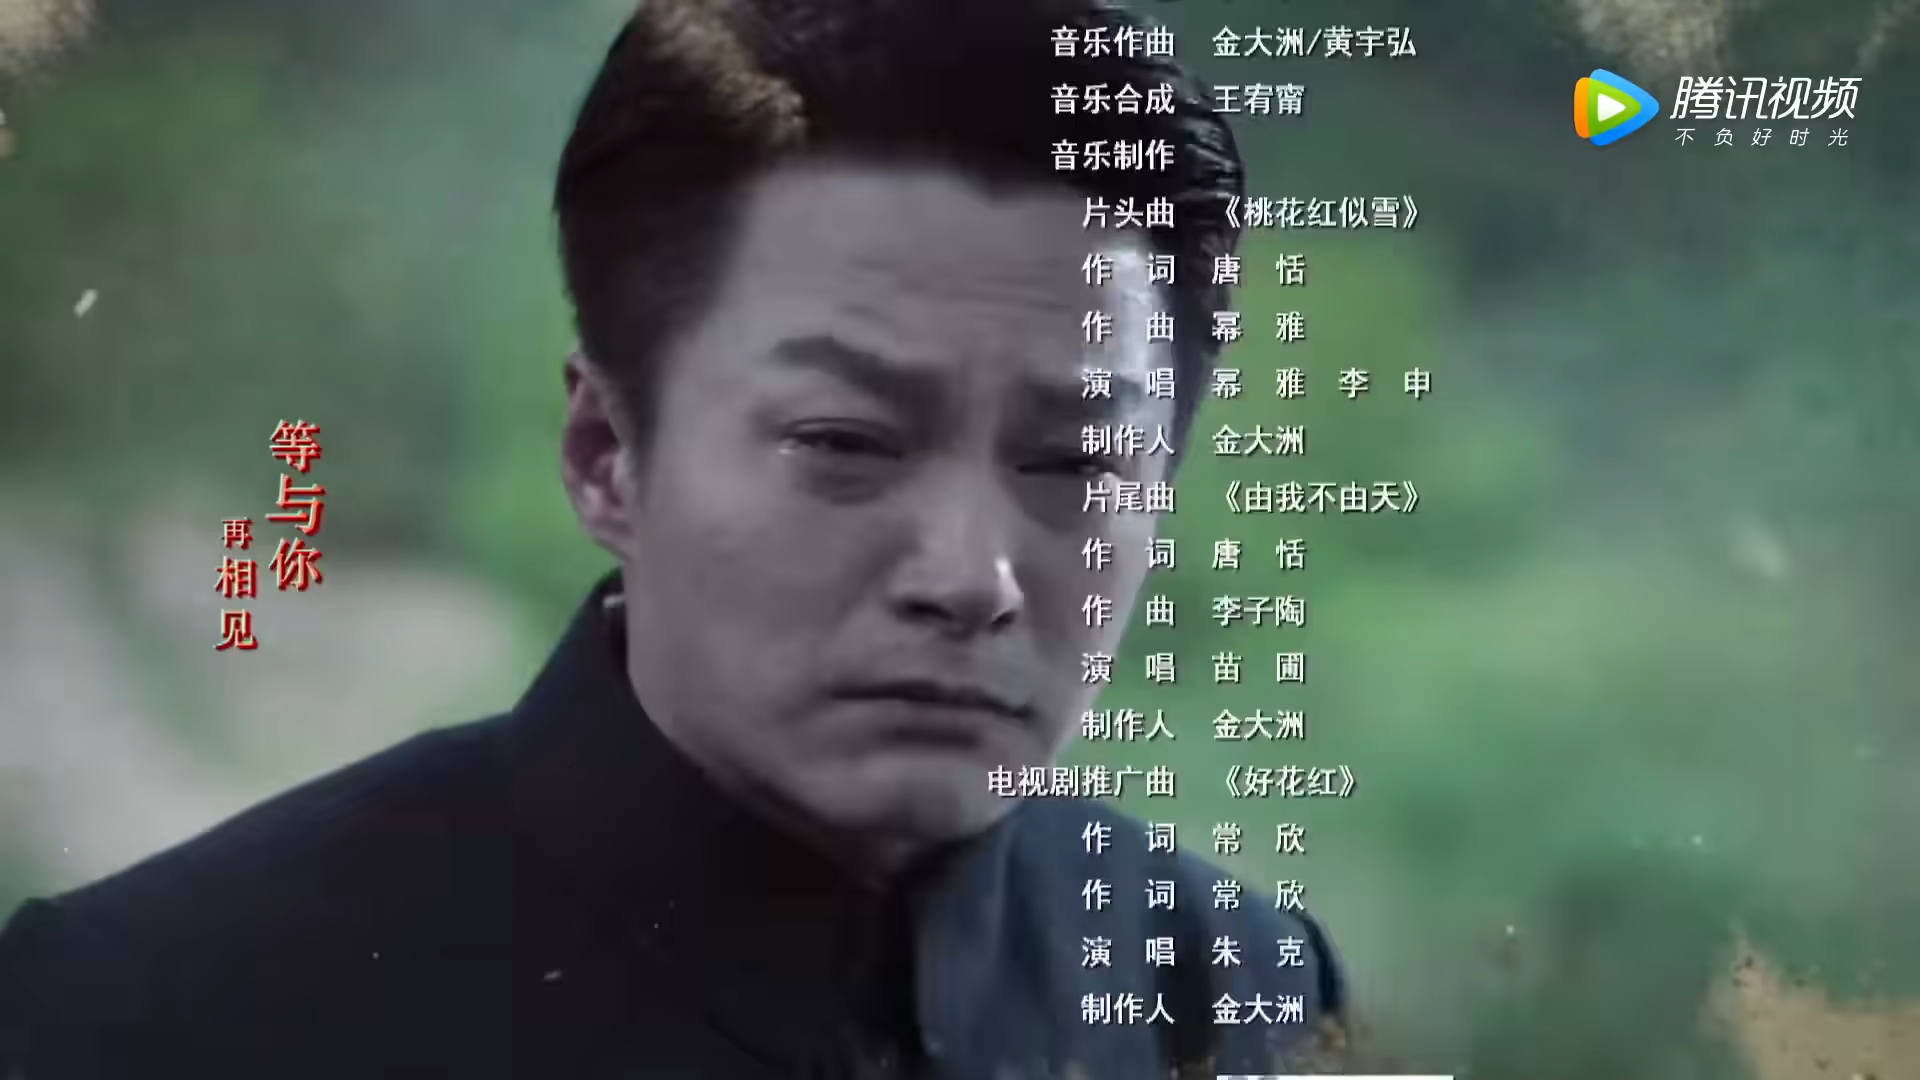 音乐作曲 金大洲/黄宇弘
音乐合成 王宥甯
音乐制作
片头曲 《桃花红似雪》
作 词 唐 恬
作 曲 幂 雅
演 唱 幂 雅 李 申
制作人 金大洲
片尾曲 《由我不由天》
作 词 唐 恬
作 曲 李子陶
演 唱 苗 圃
制作人 金大洲
电视剧推广曲 《好花红》
作 词 常 欣
作 词 常 欣
演 唱 朱 克
制作人 金大洲
等与你
再相见
腾讯视频
不负好时光